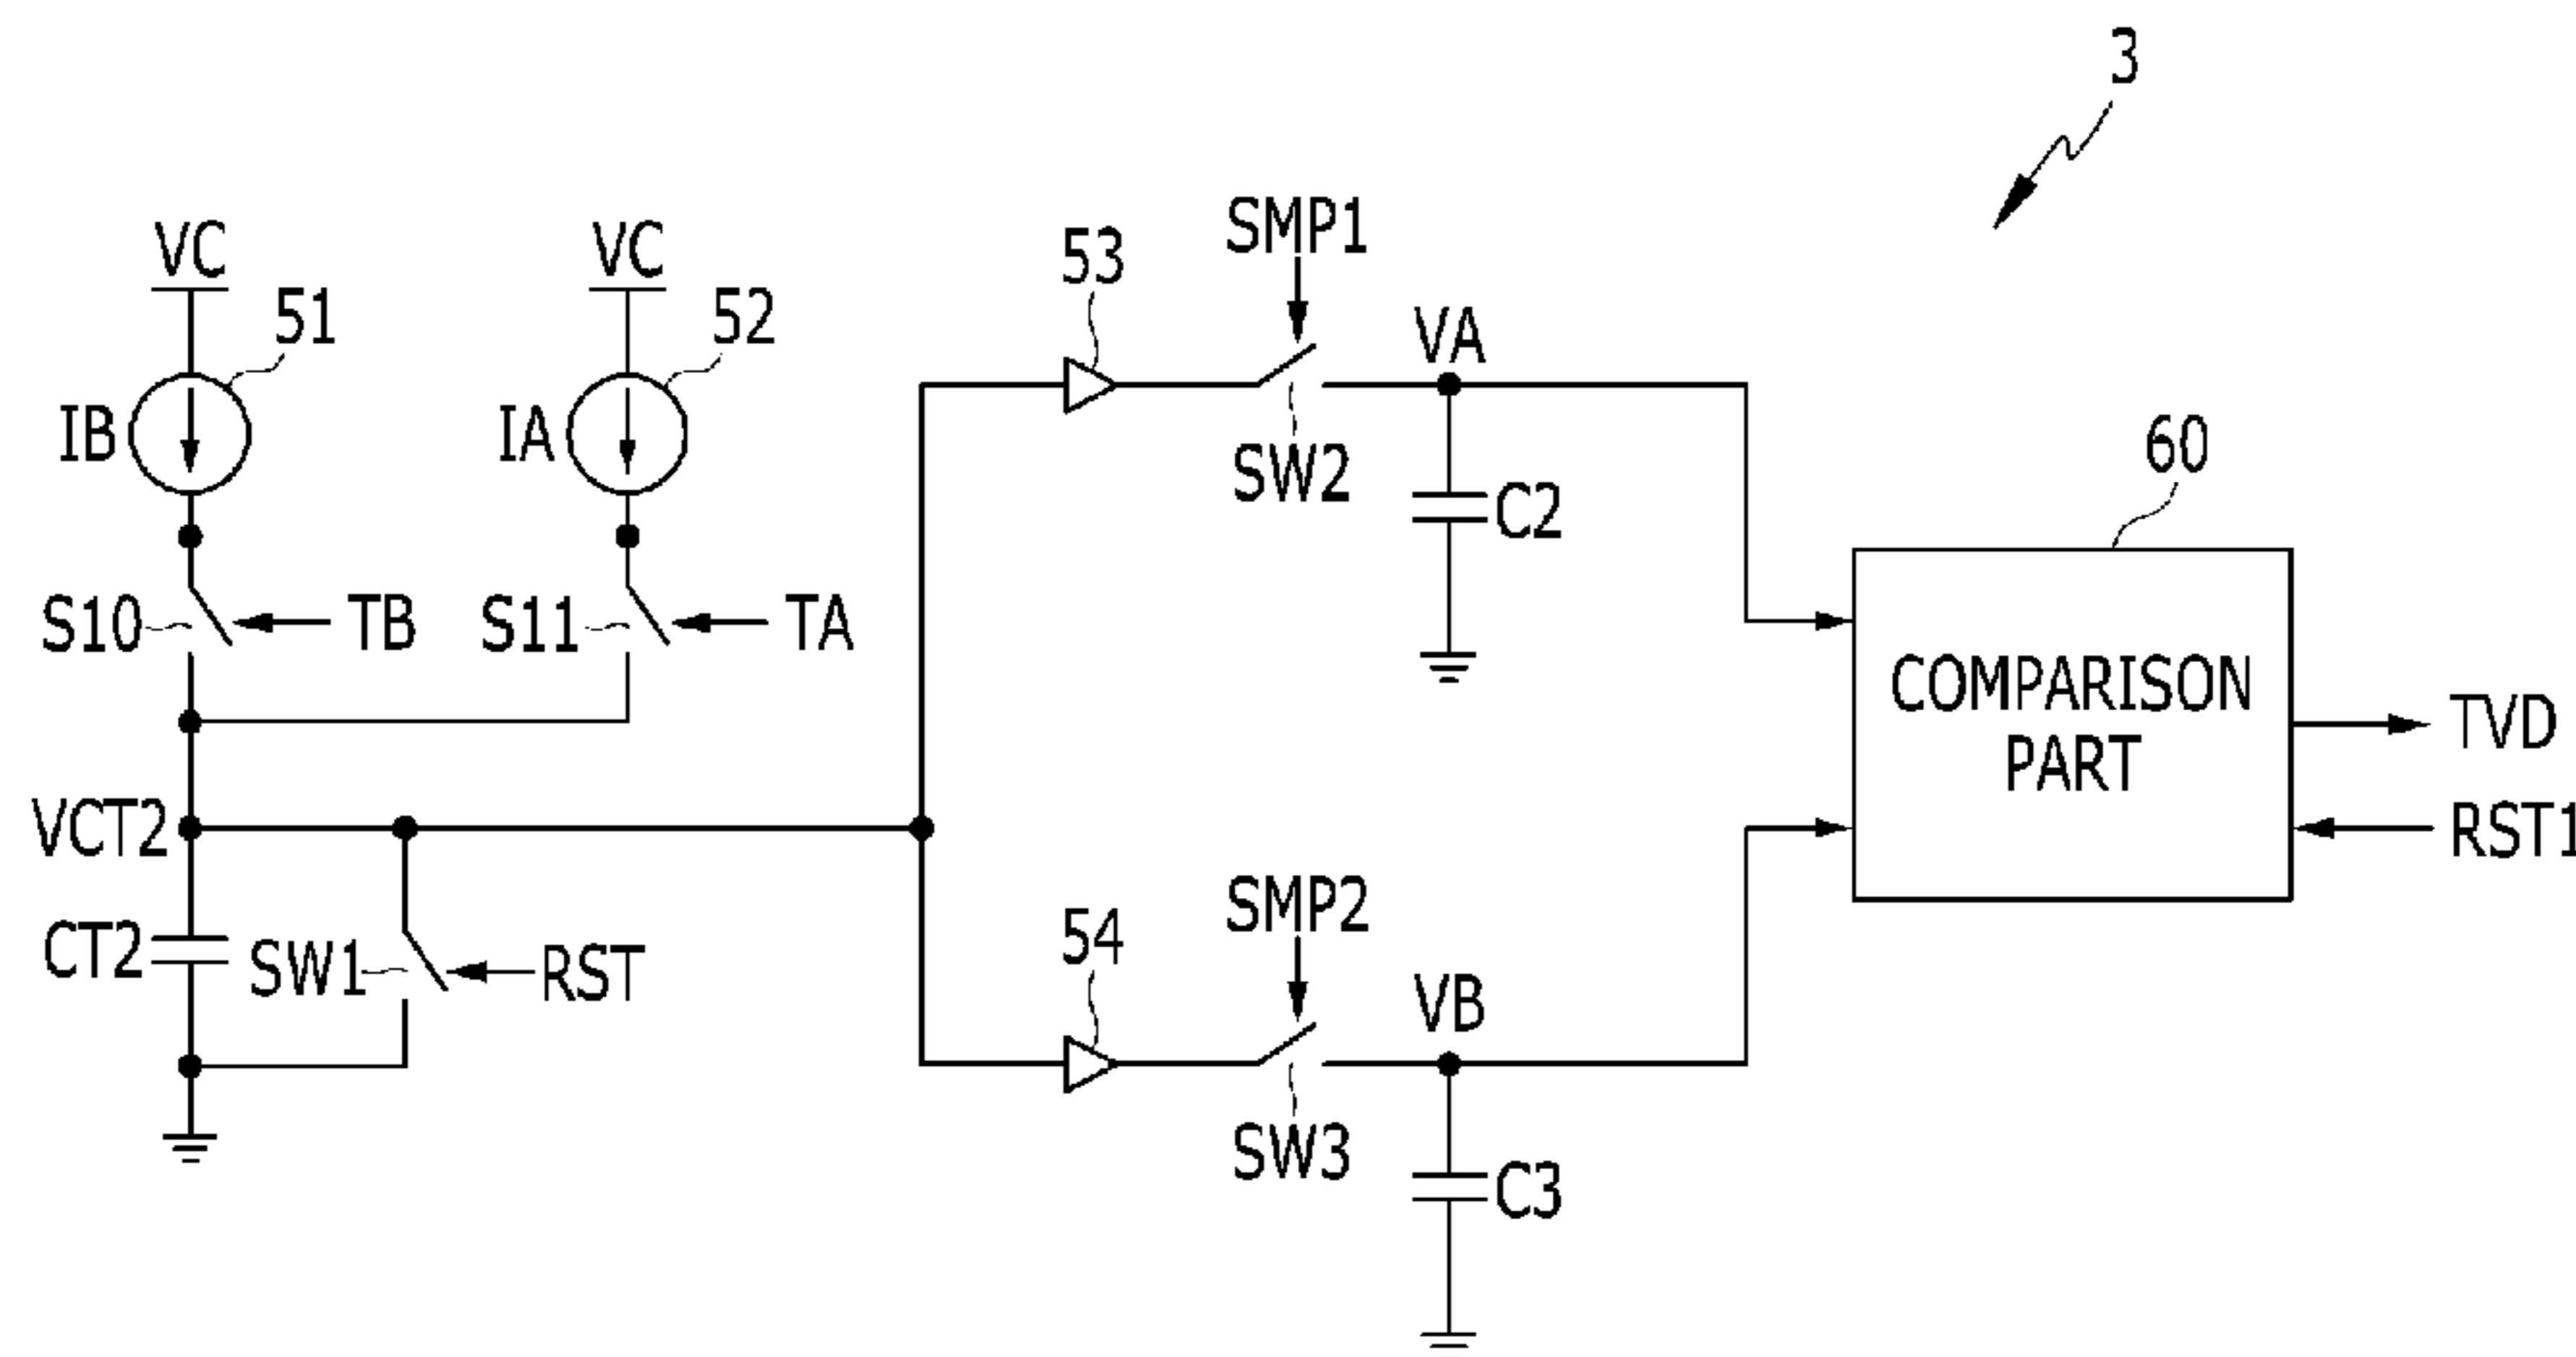 3
VC
VC
51
52
IB
IA
S10
TB
S11
TA
VCT2
CT2
SW1
RST
53
SMP1
SW2
VA
C2
54
SMP2
SW3
VB
C3
60
COMPARISON
PART
TVD
RST1